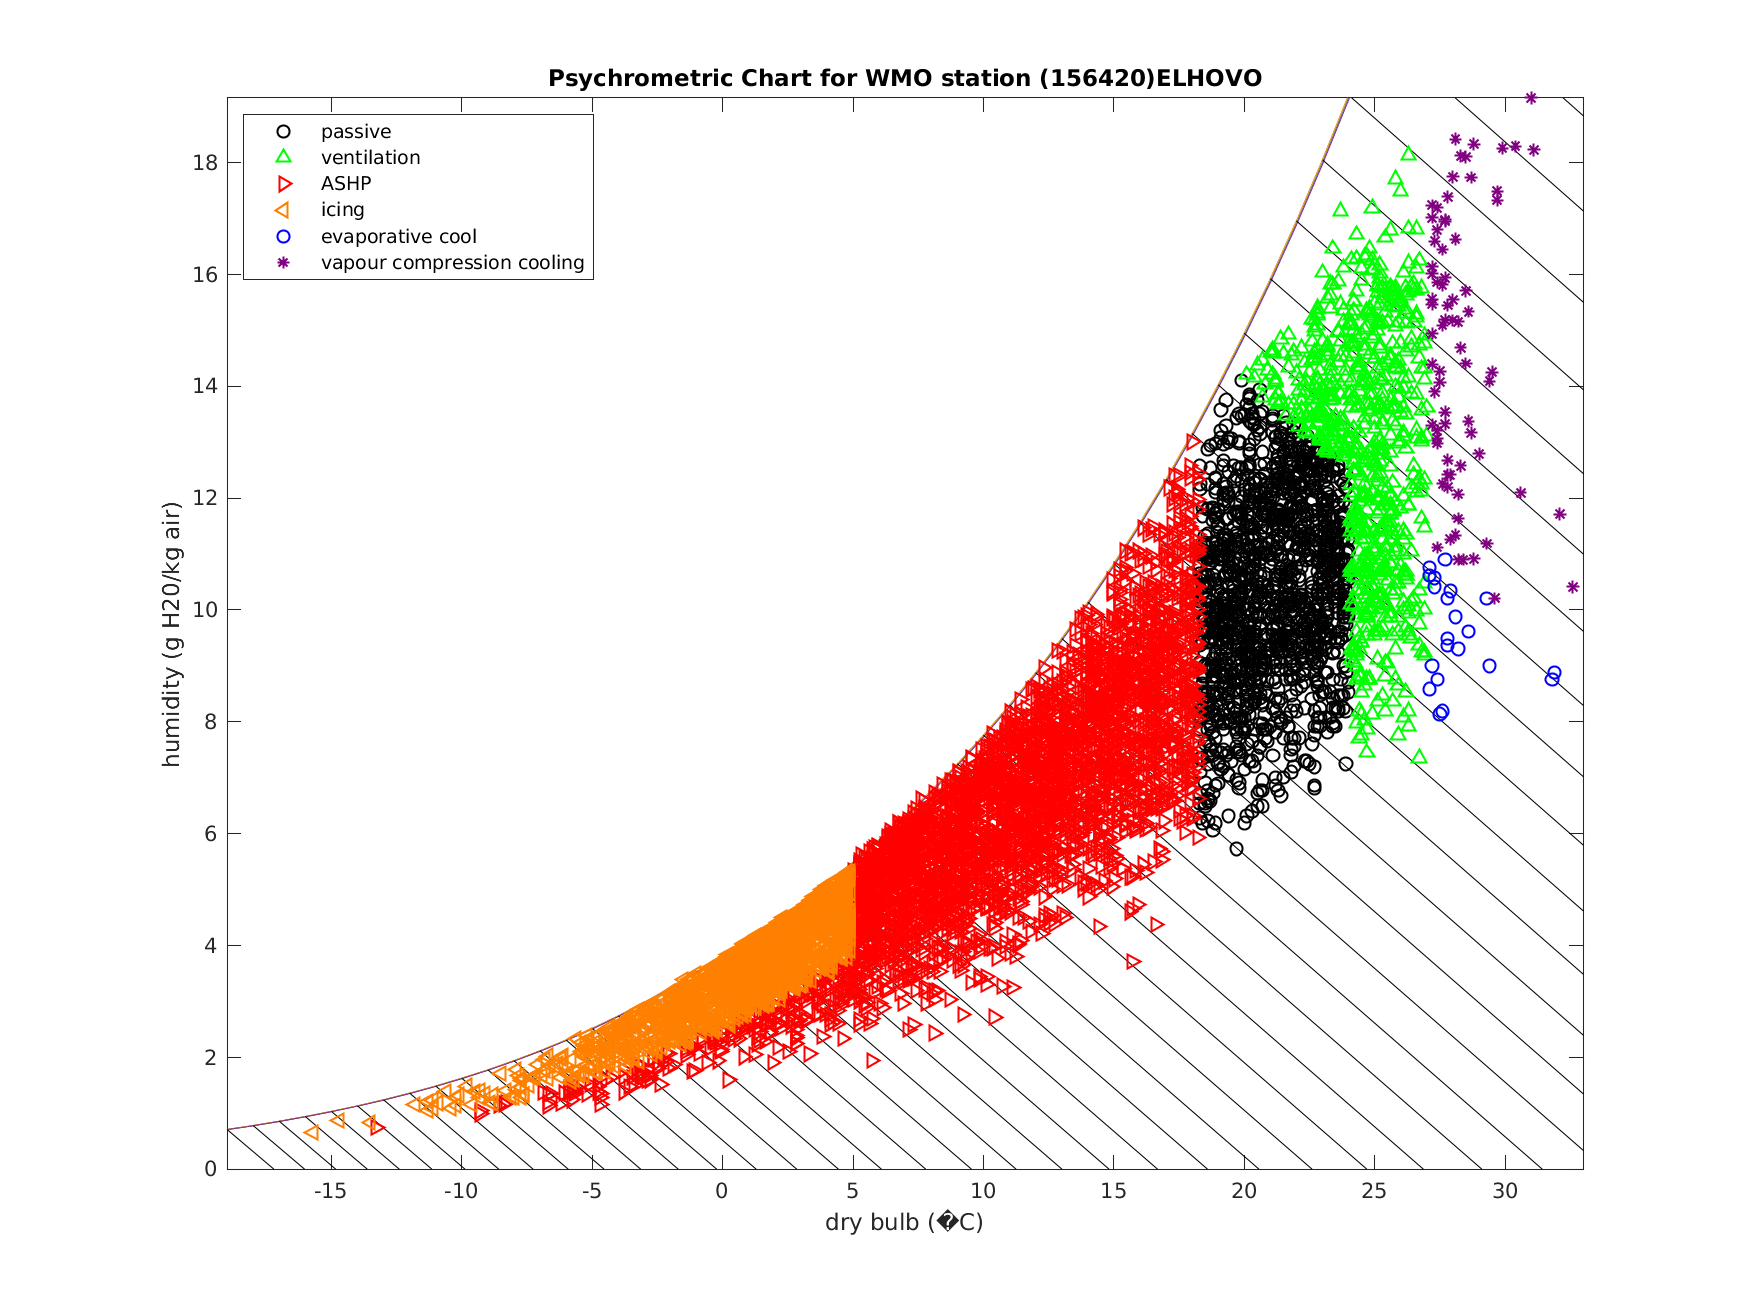 Psychrometric Chart for WMO station (156420)ELHOVO
passive
ventilation
ASHP
icing
evaporative cool
vapour compression cooling
humidity (g H20/kg air)
18
16
14
12
10
8
6
4
2
0
-15 -10 -5 0 5 10 15 20 25 30
dry bulb (�C)